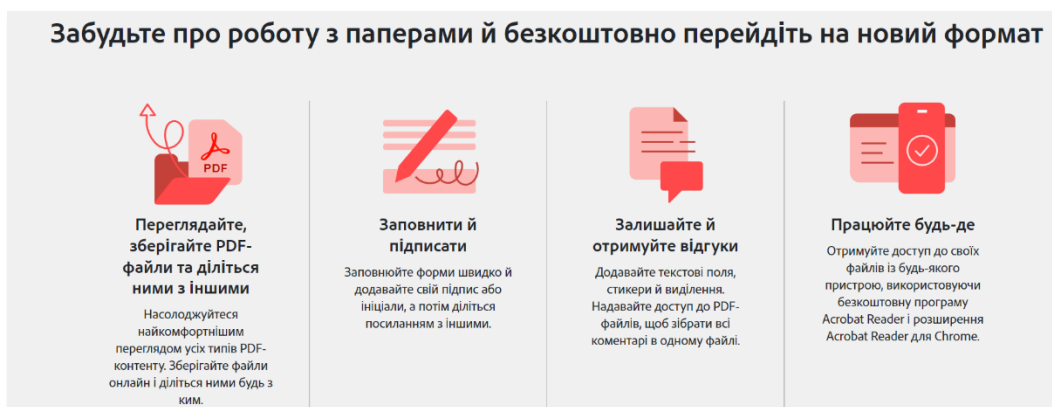 Забудьте про роботу з паперами й безкоштовно перейдіть на новий формат
PDF
Переглядайте,
зберігайте PDF-
файли та діліться
ними з іншими
Насолоджуйтеся
найкомфортнішим
переглядом усіх типів PDF-
контенту. Зберігайте файли
онлайн і діліться ними будь з
ким.
Заповнити й
підписати
Заповнюйте форми швидко й
додавайте свій підпис або
ініціали, а потім діліться
посиланням з іншими.
Залишайте й
отримуйте відгуки
Додавайте текстові поля,
стикери й виділення.
Надавайте доступ до PDF-
файлів, щоб зібрати всі
коментарі в одному файлі.
Працюйте будь-де
Отримуйте доступ до своїх
файлів із будь-якого
пристрою, використовуючи
безкоштовну програму
Acrobat Reader і розширення
Acrobat Reader для Chrome.